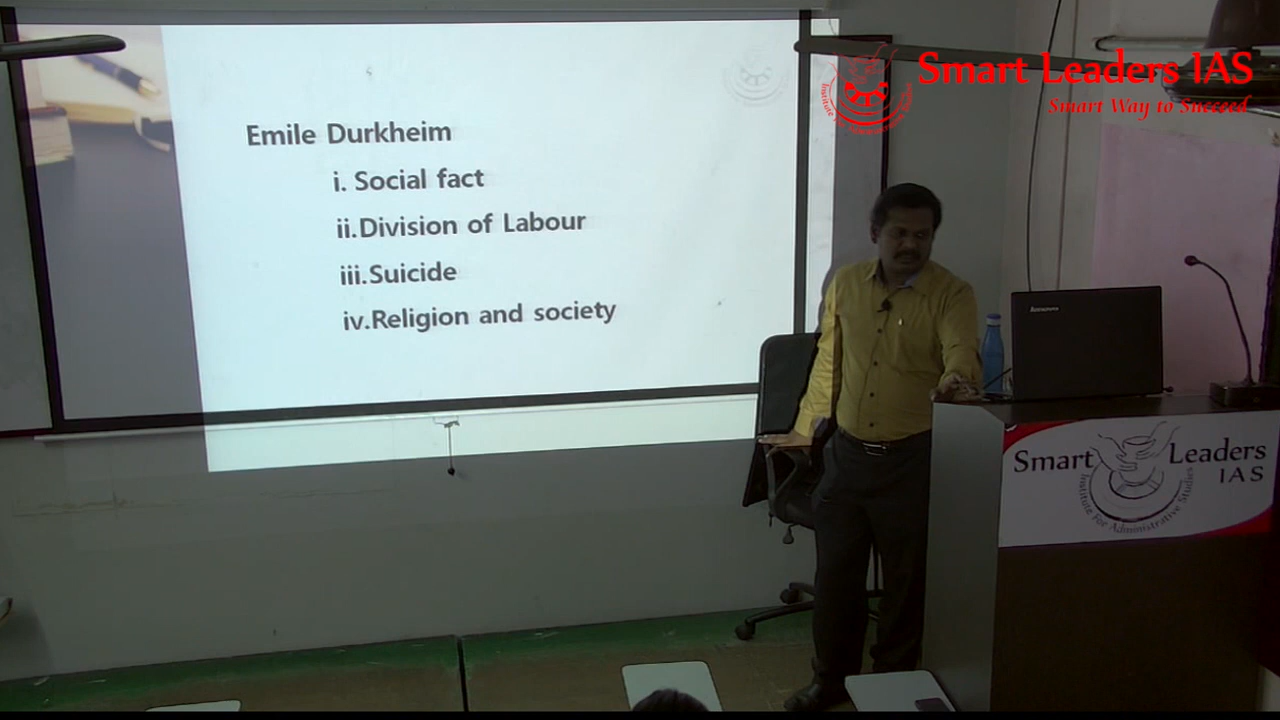 Emile Durkheim
i. Social fact
ii.Division of Labour
iii.Suicide
iv.Religion and society
Smart Leaders IAS
Smart Way to Succeed
lenovo
Smart Leaders
IAS
Institute For Administrative Studies